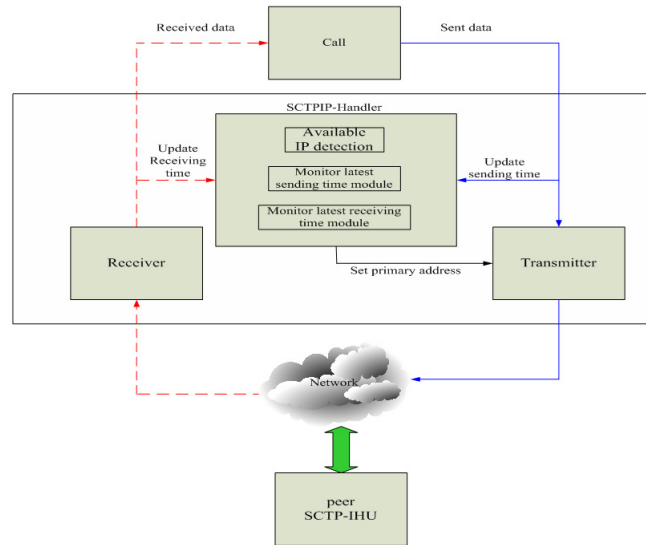 Received data
Call
Sent data
SCTPIP-Handler
Available
IP detection
Update
Receiving
time
Monitor latest
sending time module
Update
sending time
Monitor latest receiving
time module
Receiver
Set primary address
Transmitter
Network
peer
SCTP-IHU